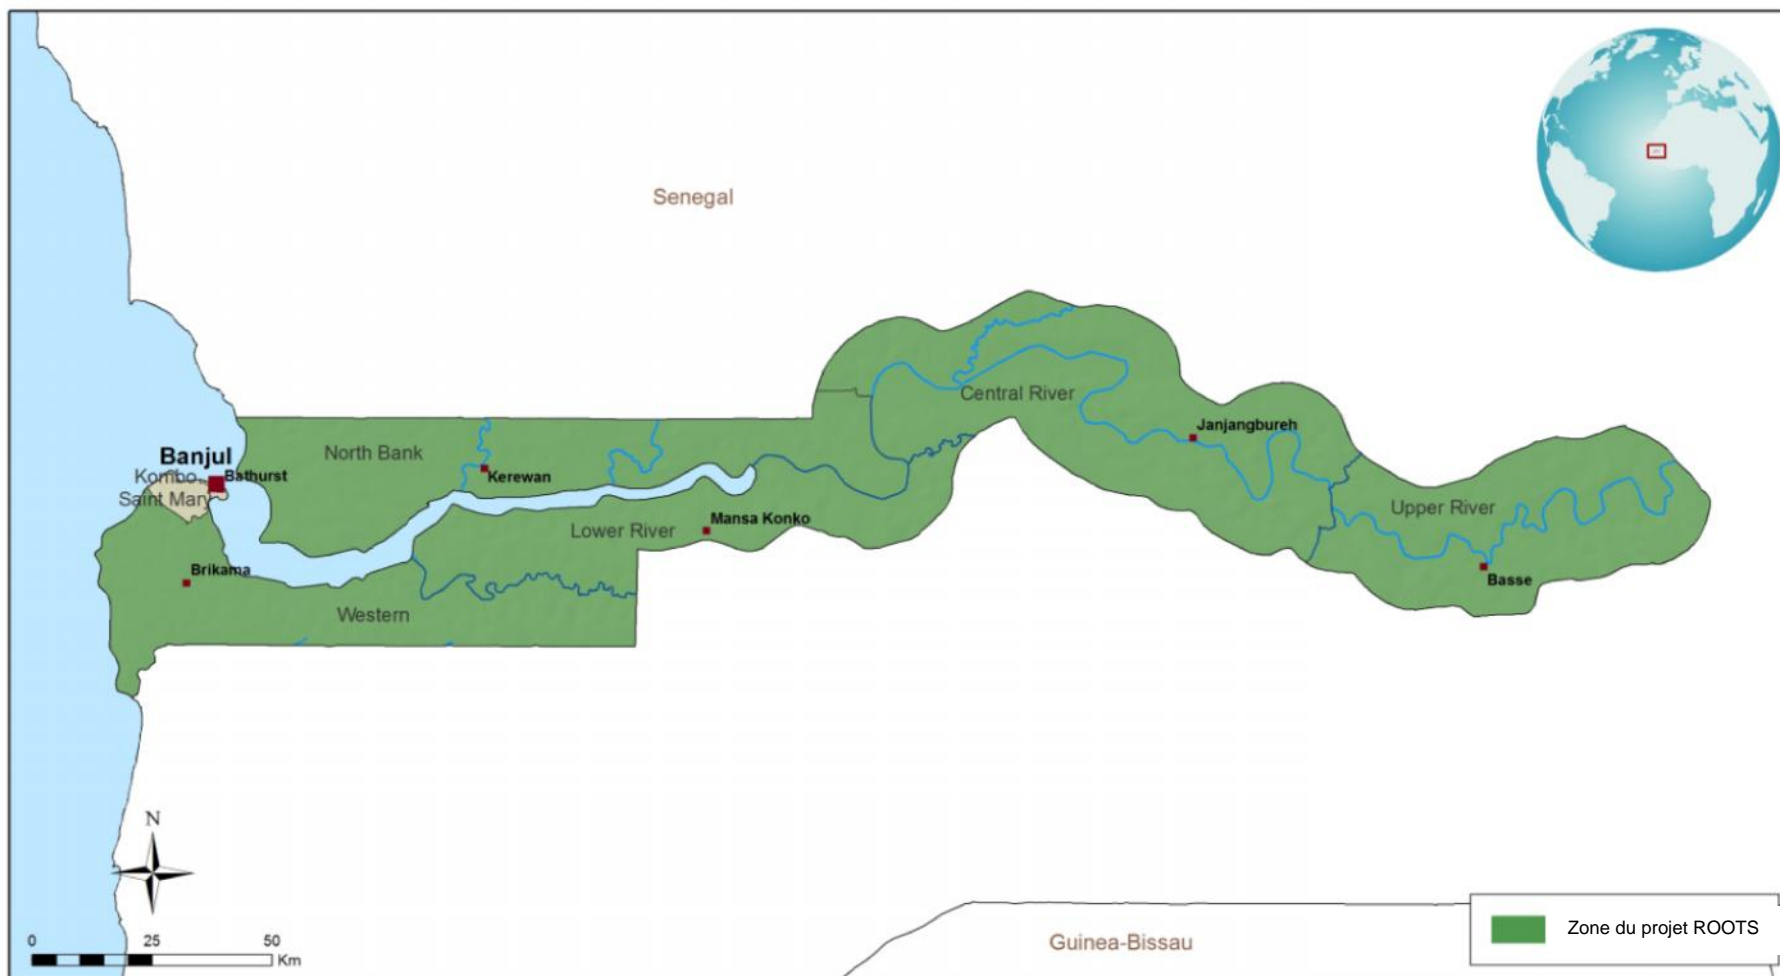 Senegal
Central River
Janjangbureh
North Bank
Banjul
Kombo
Saint Mary
Bathurst
Kerewan
Upper River
Mansa Konko
Lower River
Brikama
Basse
Western
N
0 25 50
Km
Guinea-Bissau
Zone du projet ROOTS